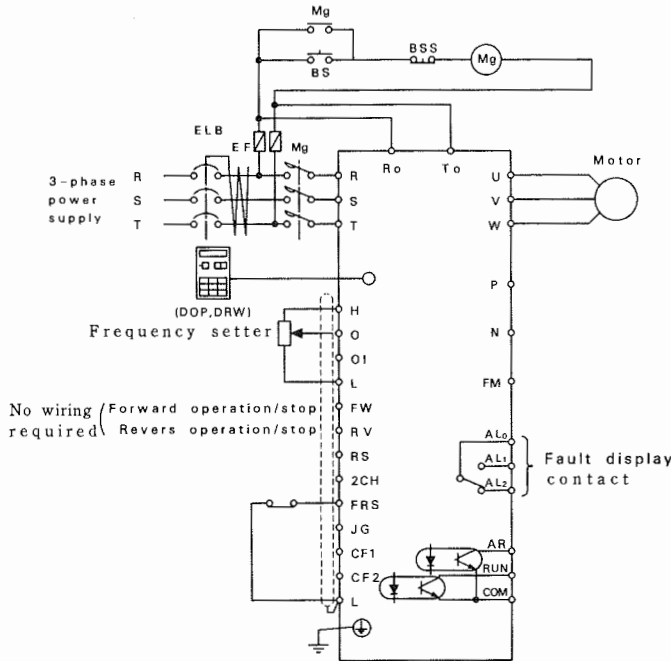 Mg
BS
BSS
Mg
ELB
EF
Mg
Ro
To
3-phase
power
supply
R
S
T
R
S
T
U
V
W
Motor
(DOP,DRW)
Frequency setter
H
O
OI
L
P
N
FM
No wiring
required
Forward operation/stop
Revers operation/stop
FW
RV
RS
2CH
FRS
JG
CF1
CF2
L
AL0
AL1
AL2
Fault display
contact
AR
RUN
COM